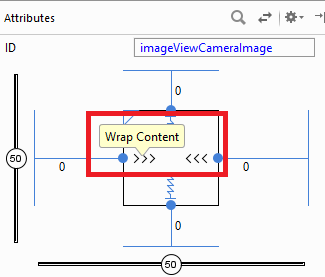 Attributes
ID
imageViewCameraImage
0
Wrap Content
50
0
>>>
<<<
0
0
50